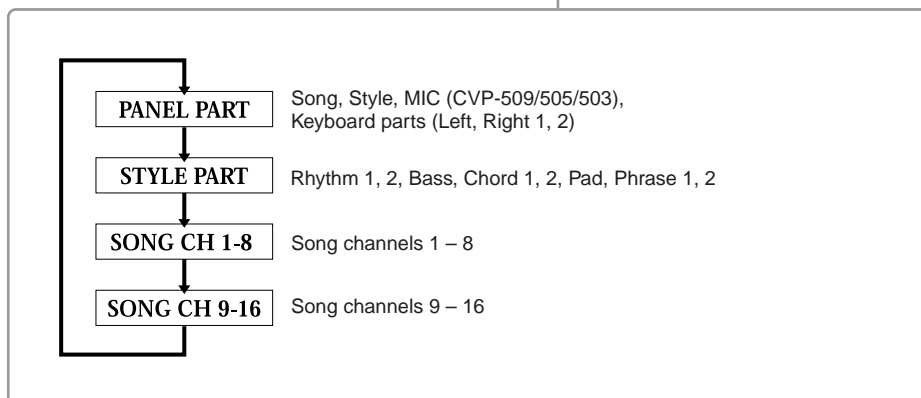 PANEL PART
Song, Style, MIC (CVP-509/505/503),
Keyboard parts (Left, Right 1, 2)
STYLE PART
Rhythm 1, 2, Bass, Chord 1, 2, Pad, Phrase 1, 2
SONG CH 1-8
Song channels 1 – 8
SONG CH 9-16
Song channels 9 – 16